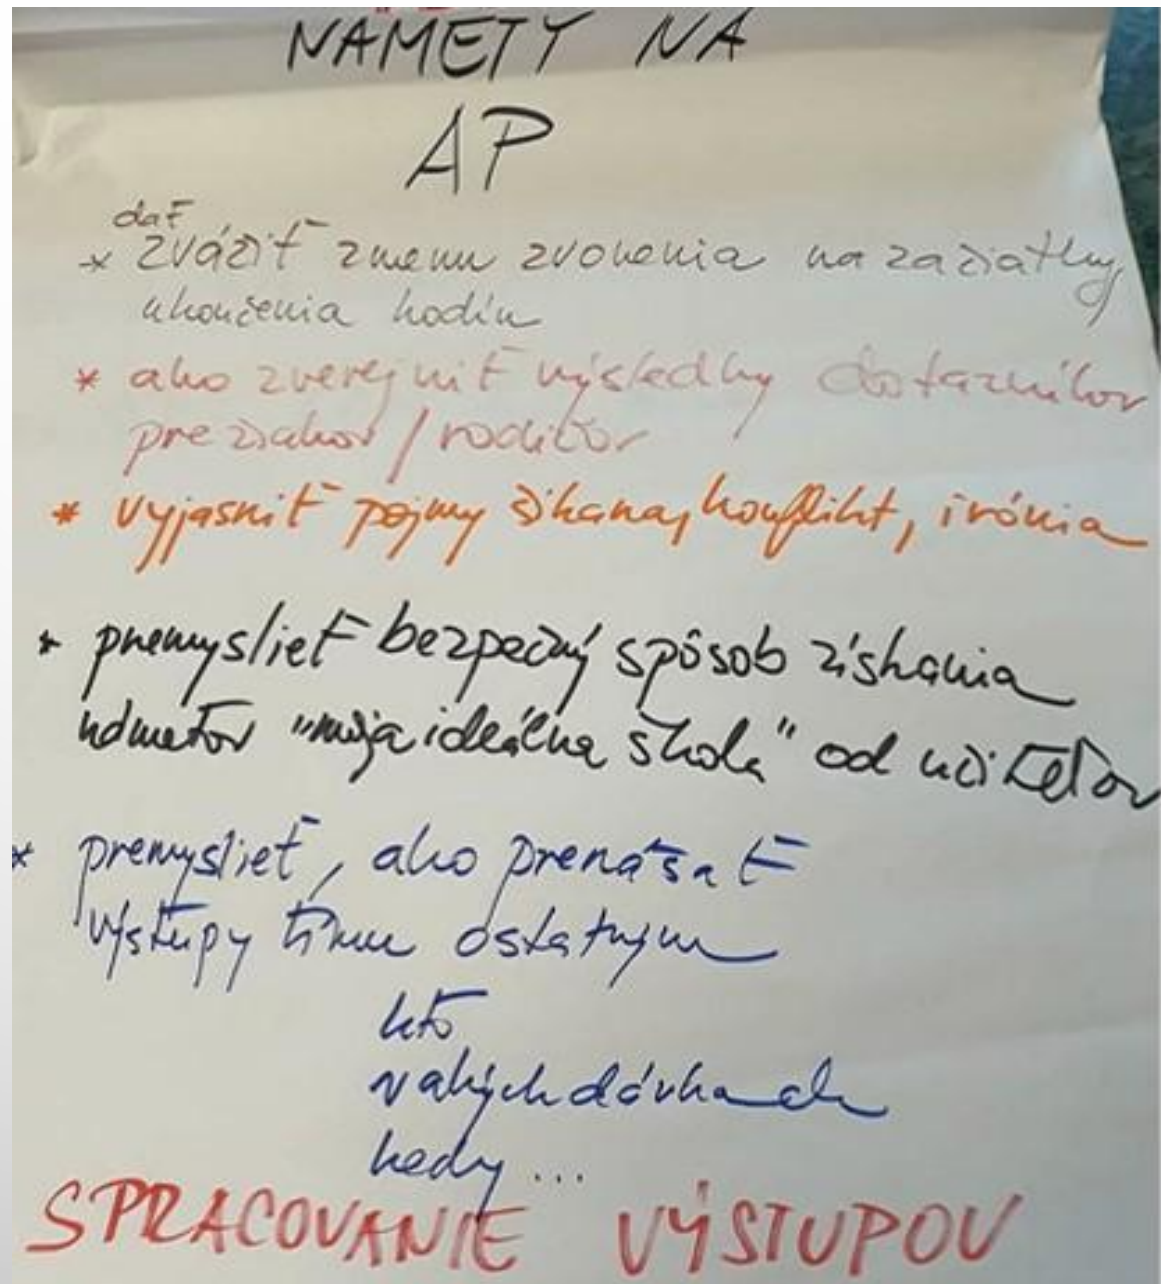 NÁMETY NA
AP
dať
* zvážiť zmenu zvonenia na začiatky,
ukončenia hodín
* ako zverejniť výsledky dotazníkov
pre žiakov / rodičov
* vyjasniť pojmy šikana, konflikt, irónia
* premyslieť bezpečný spôsob získania
námetov "moja ideálna škola" od učiteľov
* premyslieť, ako prenášať
výstupy tímu ostatným
kto
v akých dávkach
kedy...
SPRACOVANIE VÝSTUPOV